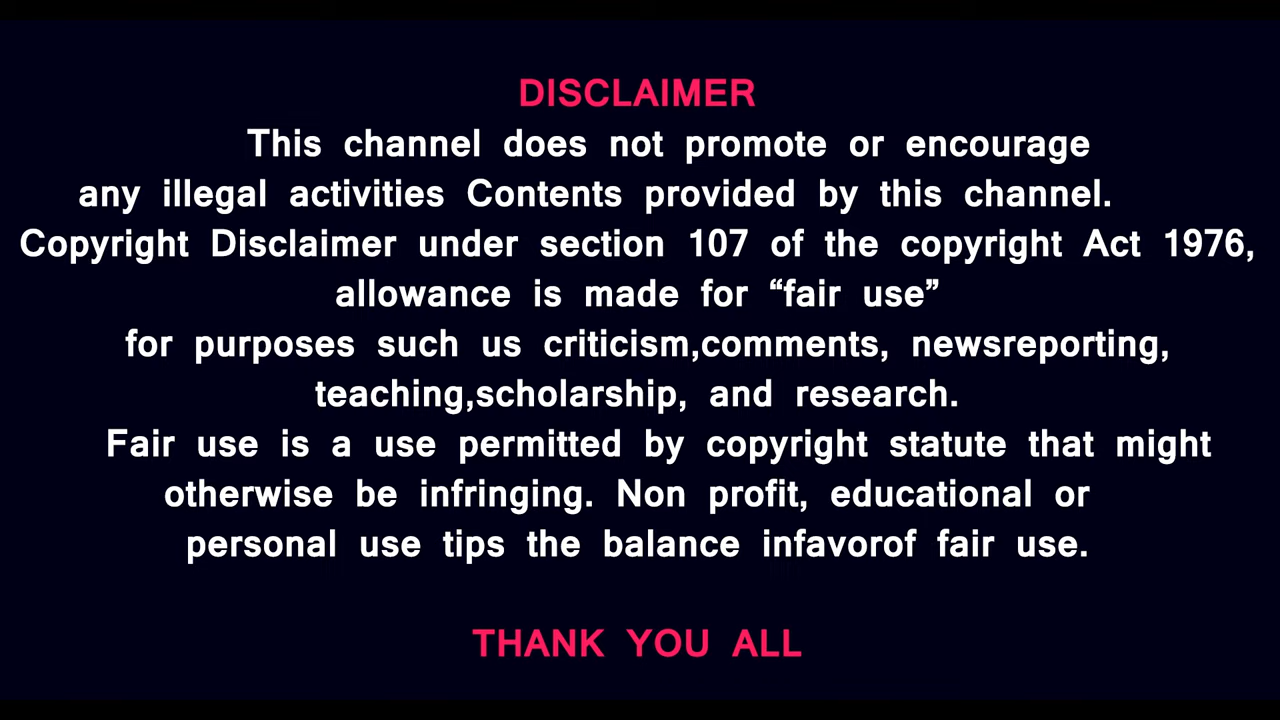 DISCLAIMER
This channel does not promote or encourage
any illegal activities Contents provided by this channel.
Copyright Disclaimer under section 107 of the copyright Act 1976,
allowance is made for “fair use”
for purposes such us criticism,comments, newsreporting,
teaching,scholarship, and research.
Fair use is a use permitted by copyright statute that might
otherwise be infringing. Non profit, educational or
personal use tips the balance infavorof fair use.
THANK YOU ALL